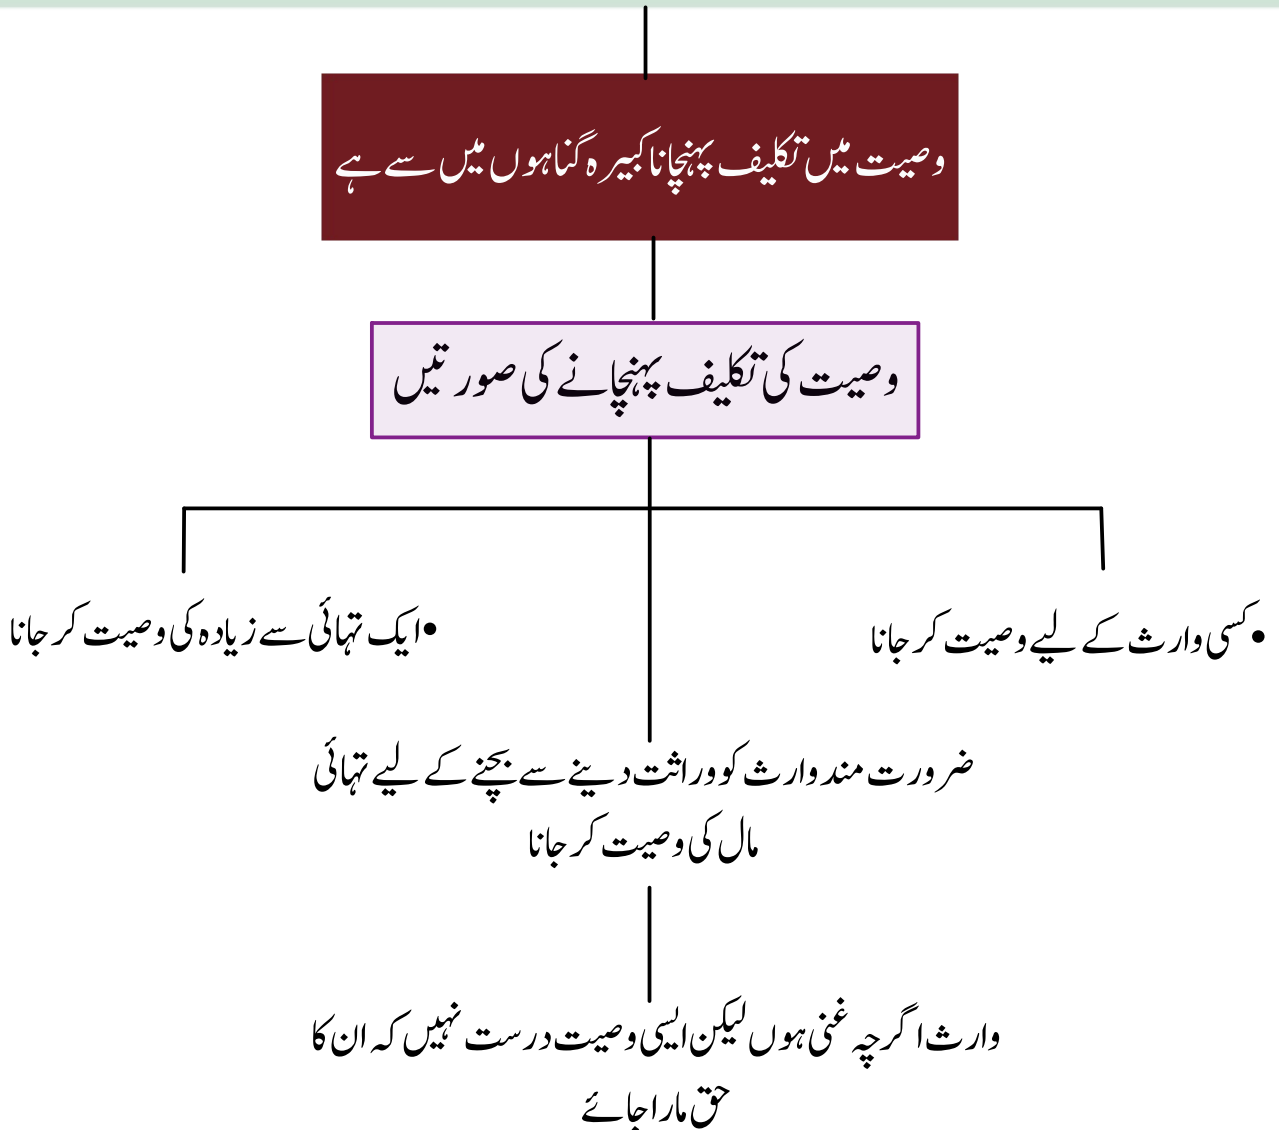 وصیت میں تکلیف پہنچانا کبیرہ گناہوں میں سے ہے
وصیت کی تکلیف پہنچانے کی صورتیں
•کسی وارث کے لیے وصیت کر جانا
•ایک تہائی سے زیادہ کی وصیت کر جانا
ضرورت مند وارث کو وراثت دینے سے بچنے کے لیے تہائی
مال کی وصیت کر جانا
وارث اگرچہ غنی ہوں لیکن ایسی وصیت درست نہیں کہ ان کا
حق مارا جائے